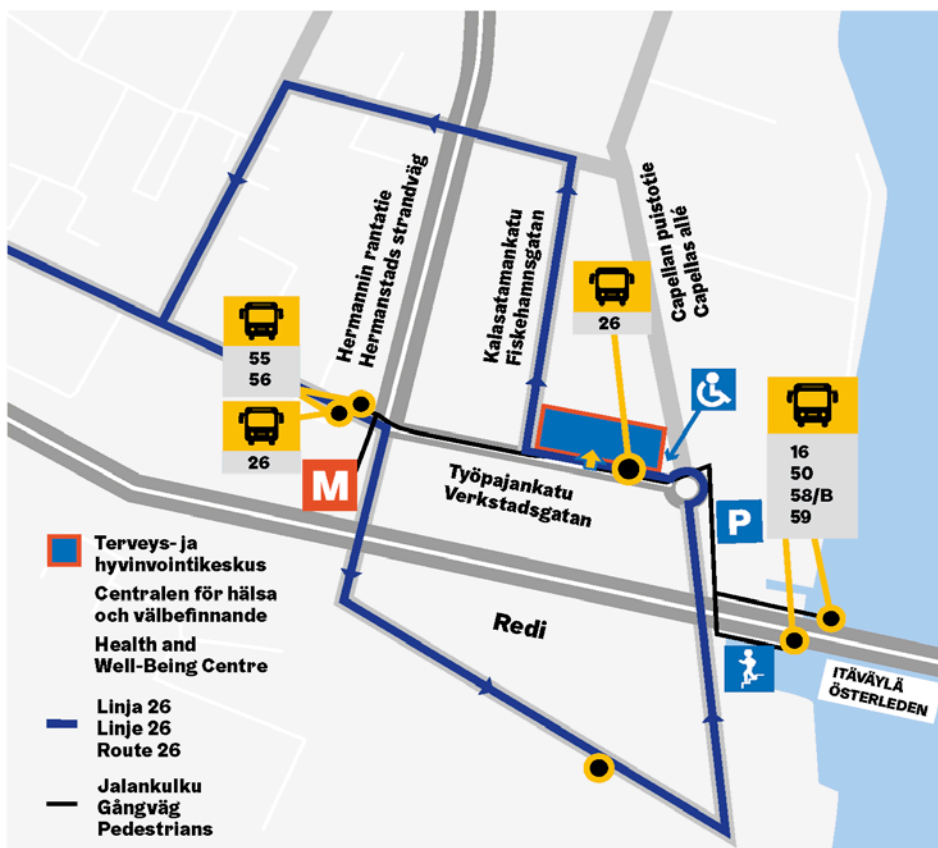 Hermannin rantatie
Hermanstads strandväg
Kalasatamankatu
Fiskehamnsgatan
Capellan puistotie
Capellas allé
26
55
56
26
M
16
50
58/B
59
P
Työpajankatu
Verkstadsgatan
Redi
ITÄVÄYLÄ
ÖSTERLEDEN
Terveys- ja
hyvinvointikeskus
Centralen för hälsa
och välbefinnande
Health and
Well-Being Centre
Linja 26
Linje 26
Route 26
Jalankulku
Gångväg
Pedestrians